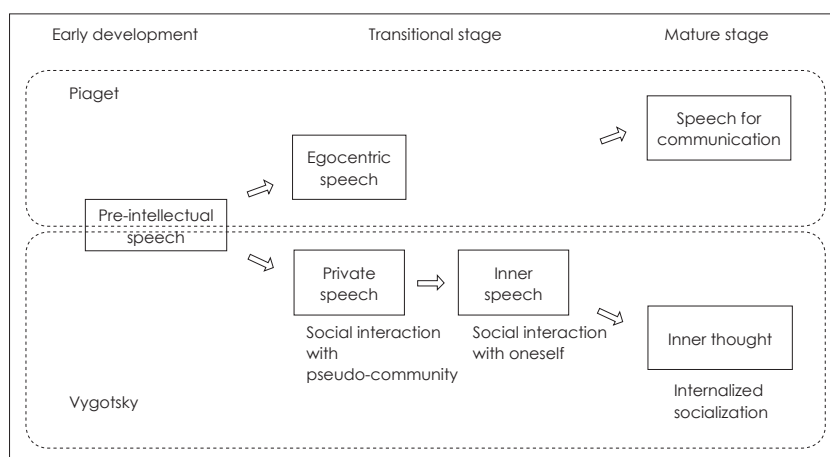 Early development
Transitional stage
Mature stage
Piaget
Speech for
communication
Egocentric
speech
Pre-intellectual
speech
Private
speech
Inner
speech
Social interaction
with
pseudo-community
Social interaction
with oneself
Inner thought
Internalized
socialization
Vygotsky